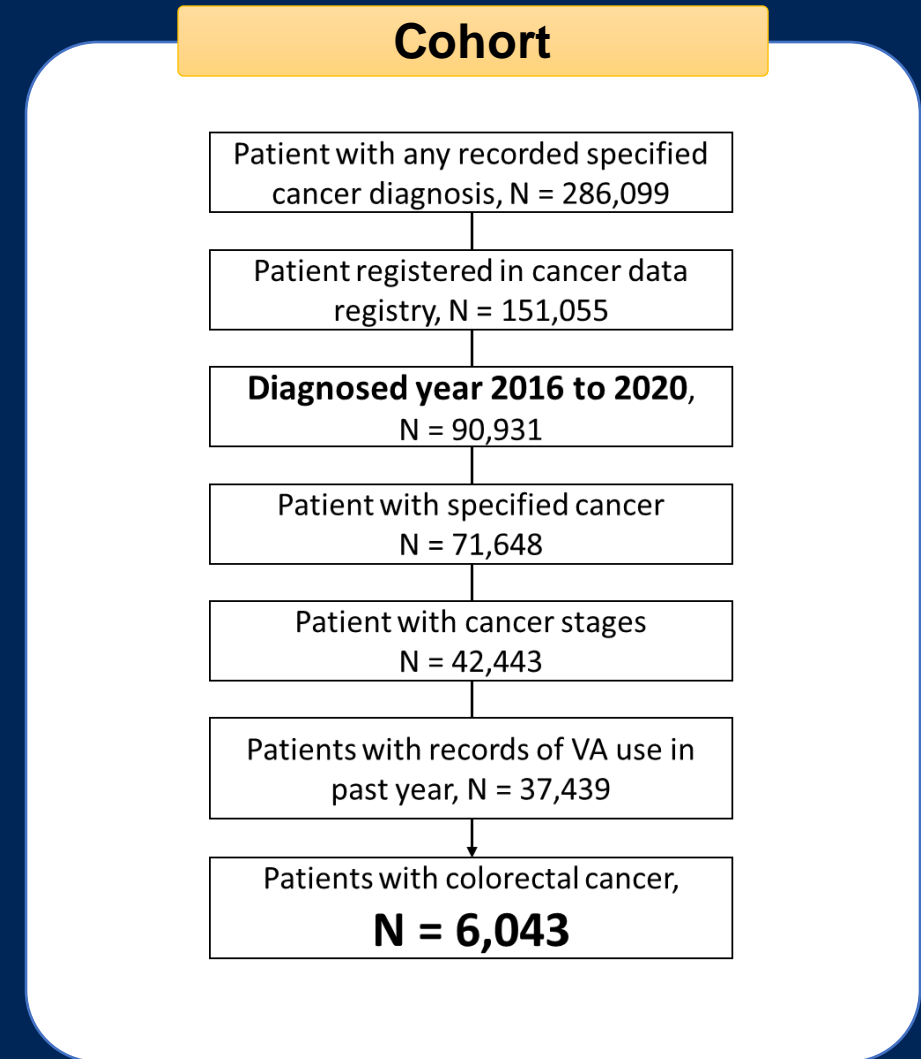 Cohort
Patient with any recorded specified
cancer diagnosis, N = 286,099
Patient registered in cancer data
registry, N = 151,055
Diagnosed year 2016 to 2020,
N = 90,931
Patient with specified cancer
N = 71,648
Patient with cancer stages
N = 42,443
Patients with records of VA use in
past year, N = 37,439
Patients with colorectal cancer,
N = 6,043